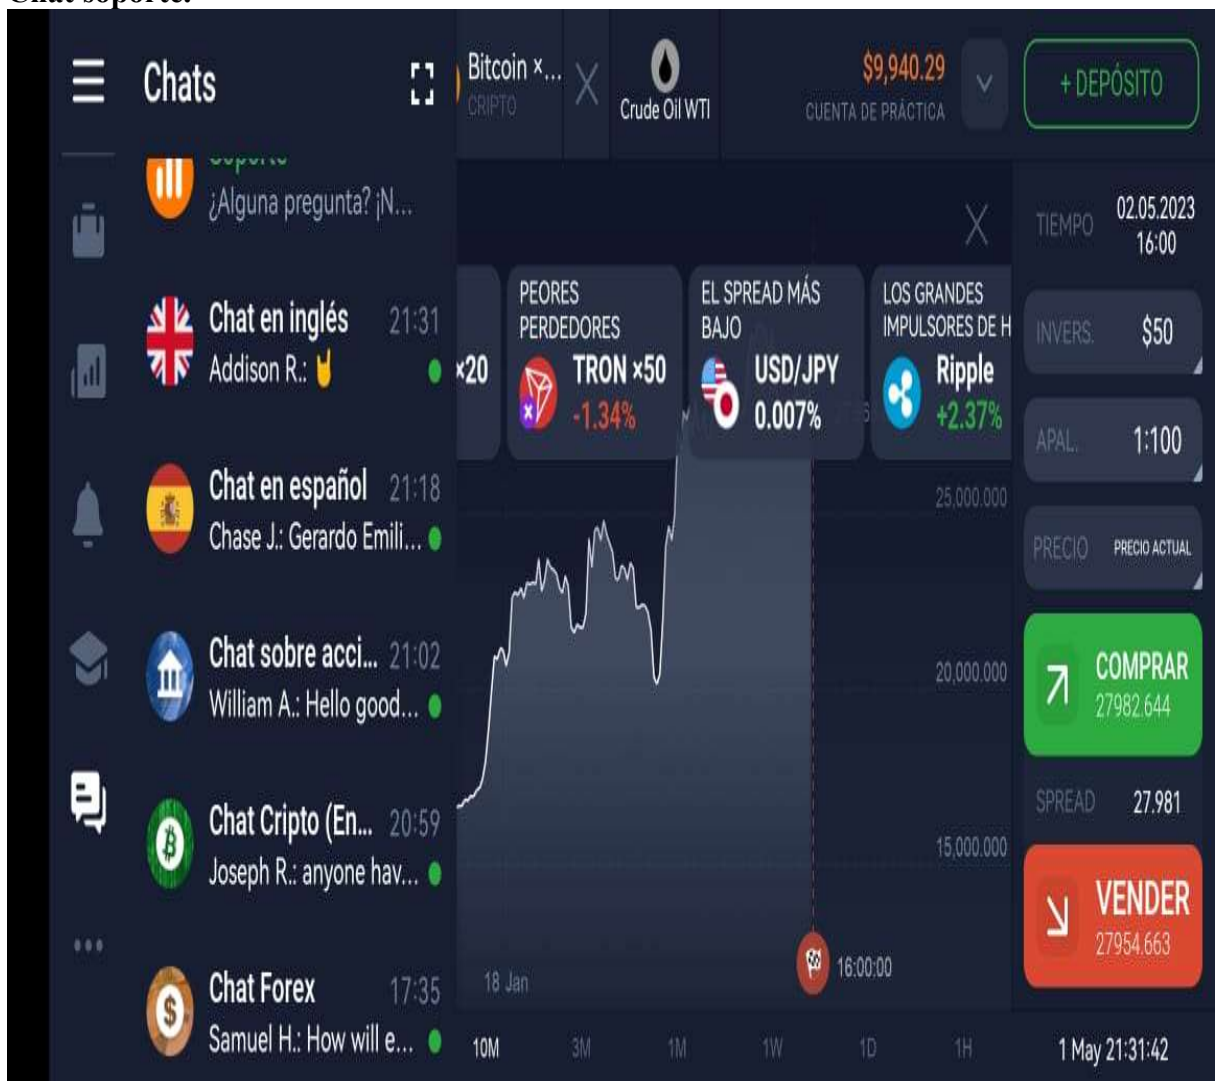 Chat soporte.
Chats
Soporte
¿Alguna pregunta? ¡N...
Chat en inglés 21:31
Addison R.: 🤘
Chat en español 21:18
Chase J.: Gerardo Emili...
Chat sobre acci... 21:02
William A.: Hello good...
Chat Cripto (En... 20:59
Joseph R.: anyone hav...
Chat Forex 17:35
Samuel H.: How will e...
Bitcoin ×...
CRIPTO
Crude Oil WTI
$9,940.29
CUENTA DE PRÁCTICA
+ DEPÓSITO
×20
PEORES
PERDEDORES
TRON ×50
-1.34%
EL SPREAD MÁS
BAJO
USD/JPY
0.007%
LOS GRANDES
IMPULSORES DE H
Ripple
+2.37%
25,000.000
20,000.000
15,000.000
18 Jan
16:00:00
10M 3M 1M 1W 1D 1H
TIEMPO 02.05.2023
16:00
INVERS. $50
APAL. 1:100
PRECIO PRECIO ACTUAL
COMPRAR
27982.644
SPREAD 27.981
VENDER
27954.663
1 May 21:31:42